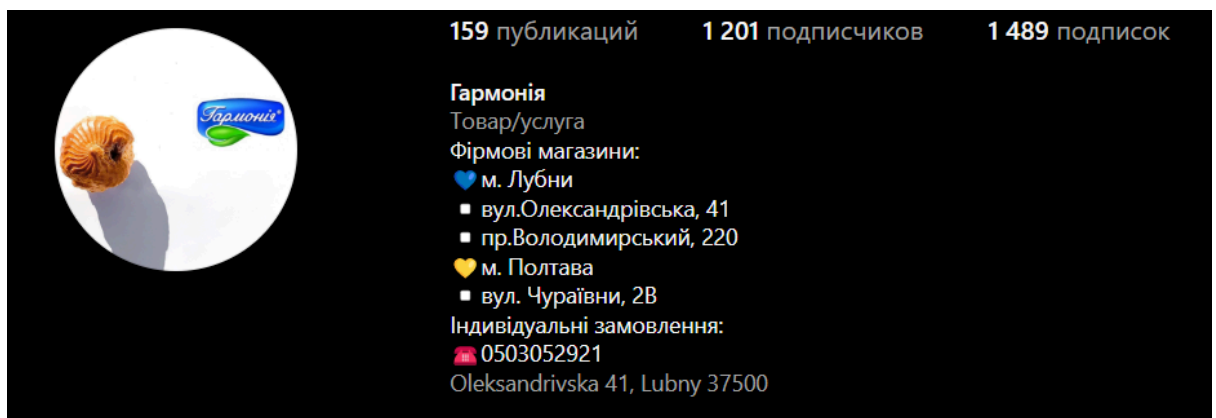 159 публикаций 1 201 подписчиков 1 489 подписок
Гармонія
Гармонія
Товар/услуга
Фірмові магазини:
💙м. Лубни
▫️вул.Олександрівська, 41
▫️пр.Володимирський, 220
💛м. Полтава
▫️вул. Чураївни, 2В
Індивідуальні замовлення:
☎️0503052921
Oleksandrivska 41, Lubny 37500